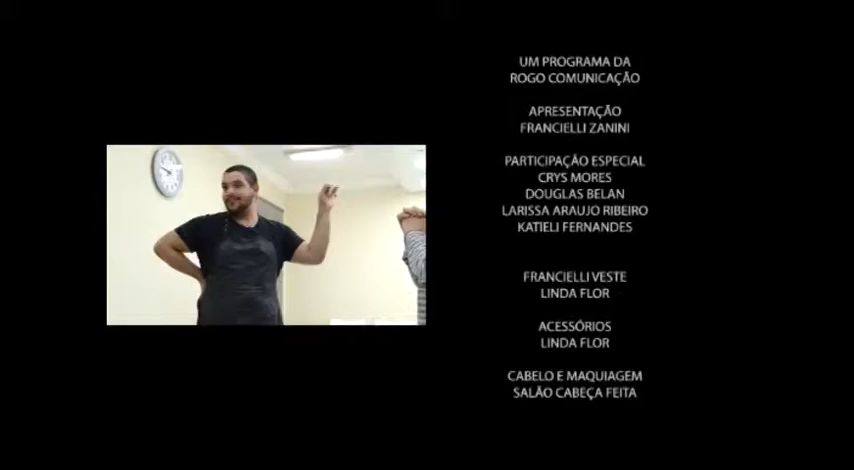 UM PROGRAMA DA
ROGO COMUNICAÇÃO
APRESENTAÇÃO
FRANCIELLI ZANINI
PARTICIPAÇÃO ESPECIAL
CRYS MORES
DOUGLAS BELAN
LARISSA ARAUJO RIBEIRO
KATIELI FERNANDES
FRANCIELLI VESTE
LINDA FLOR
ACESSÓRIOS
LINDA FLOR
CABELO E MAQUIAGEM
SALÃO CABEÇA FEITA